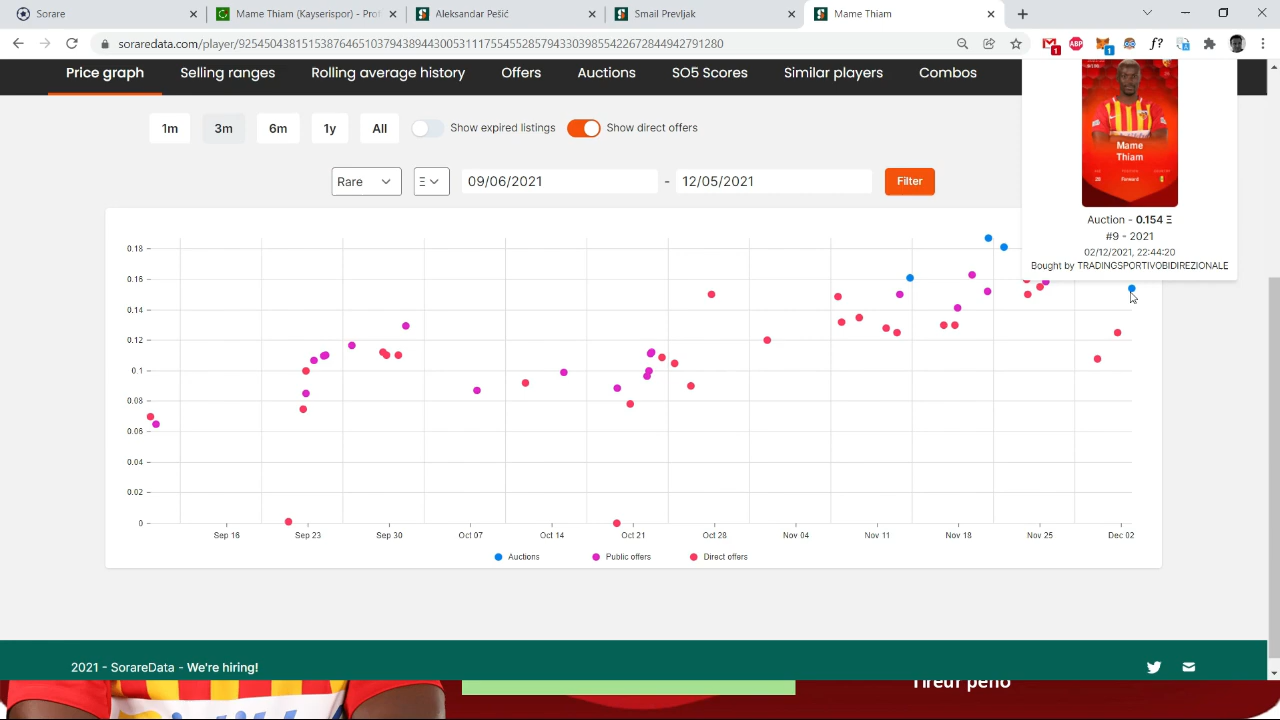 Sorare
Mame Thiam (Kayserispor) - Prof
Aleksandar Pešić
Smail Prevljak
Mame Thiam
Price graph
Selling ranges
Rolling average history
Offers
Auctions
SO5 Scores
Similar players
Combos
1m
3m
6m
1y
All
Show expired listings
Show direct offers
Rare
Ξ
09/06/2021
-
12/05/2021
Filter
Mame
Thiam
Forward
Auction - 0.154 Ξ
#9 - 2021
02/12/2021, 22:44:20
Bought by TRADINGSPORTIVOBIDIREZIONALE
0.18
0.16
0.14
0.12
0.1
0.08
0.06
0.04
0.02
0
Sep 16
Sep 23
Sep 30
Oct 07
Oct 14
Oct 21
Oct 28
Nov 04
Nov 11
Nov 18
Nov 25
Dec 02
Auctions
Public offers
Direct offers
2021 - SorareData - We're hiring!
Tireur peno